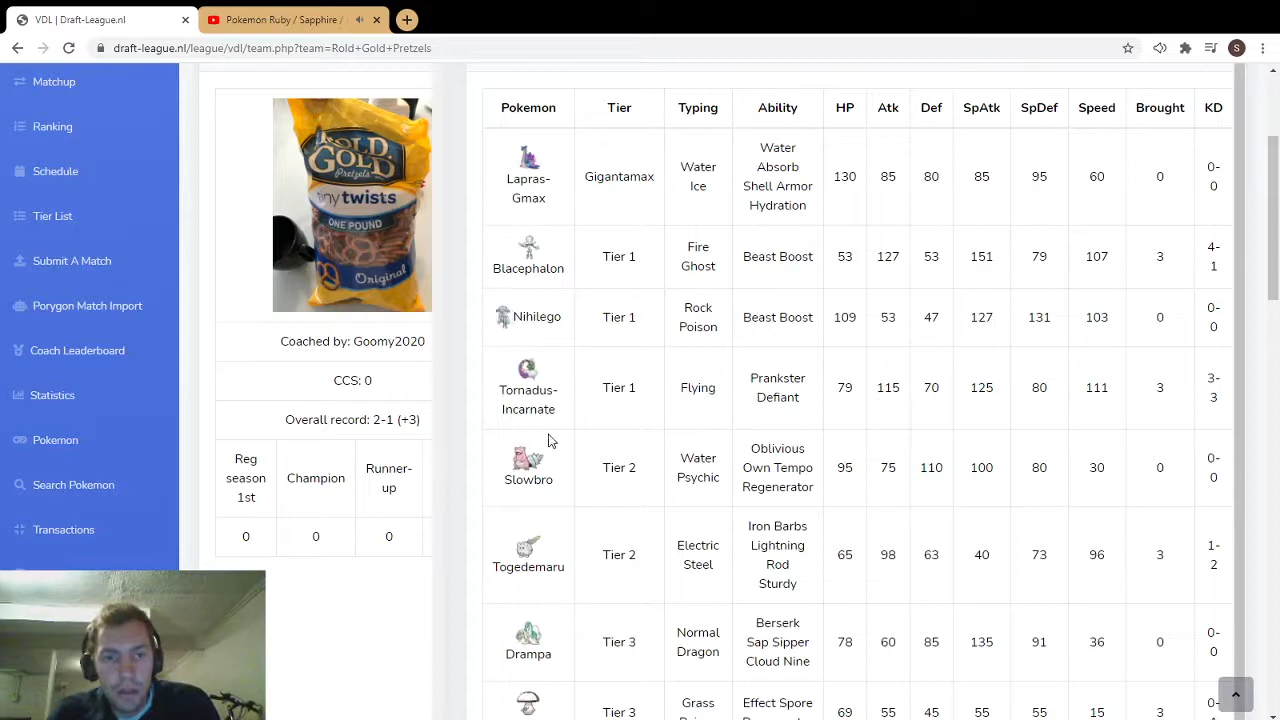 VDL | Draft-League.nl
Pokemon Ruby / Sapphire /
draft-league.nl/league/vdl/team.php?team=Rold+Gold+Pretzels
S
Matchup
Ranking
Schedule
Tier List
Submit A Match
Porygon Match Import
Coach Leaderboard
Statistics
Pokemon
Search Pokemon
Transactions
ROLD
GOLD
Pretzels
tiny twists
ONE POUND
Original
Coached by: Goomy2020
CCS: 0
Overall record: 2-1 (+3)
Reg season 1st Champion Runner-up
0 0 0
Pokemon Tier Typing Ability HP Atk Def SpAtk SpDef Speed Brought KD
Lapras-Gmax Gigantamax Water Ice Water Absorb Shell Armor Hydration 130 85 80 85 95 60 0 0-0
Blacephalon Tier 1 Fire Ghost Beast Boost 53 127 53 151 79 107 3 4-1
Nihilego Tier 1 Rock Poison Beast Boost 109 53 47 127 131 103 0 0-0
Tornadus-Incarnate Tier 1 Flying Prankster Defiant 79 115 70 125 80 111 3 3-3
Slowbro Tier 2 Water Psychic Oblivious Own Tempo Regenerator 95 75 110 100 80 30 0 0-0
Togedemaru Tier 2 Electric Steel Iron Barbs Lightning Rod Sturdy 65 98 63 40 73 96 3 1-2
Drampa Tier 3 Normal Dragon Berserk Sap Sipper Cloud Nine 78 60 85 135 91 36 0 0-0
Tier 3 Grass Effect Spore 69 55 45 55 55 15 3 0-